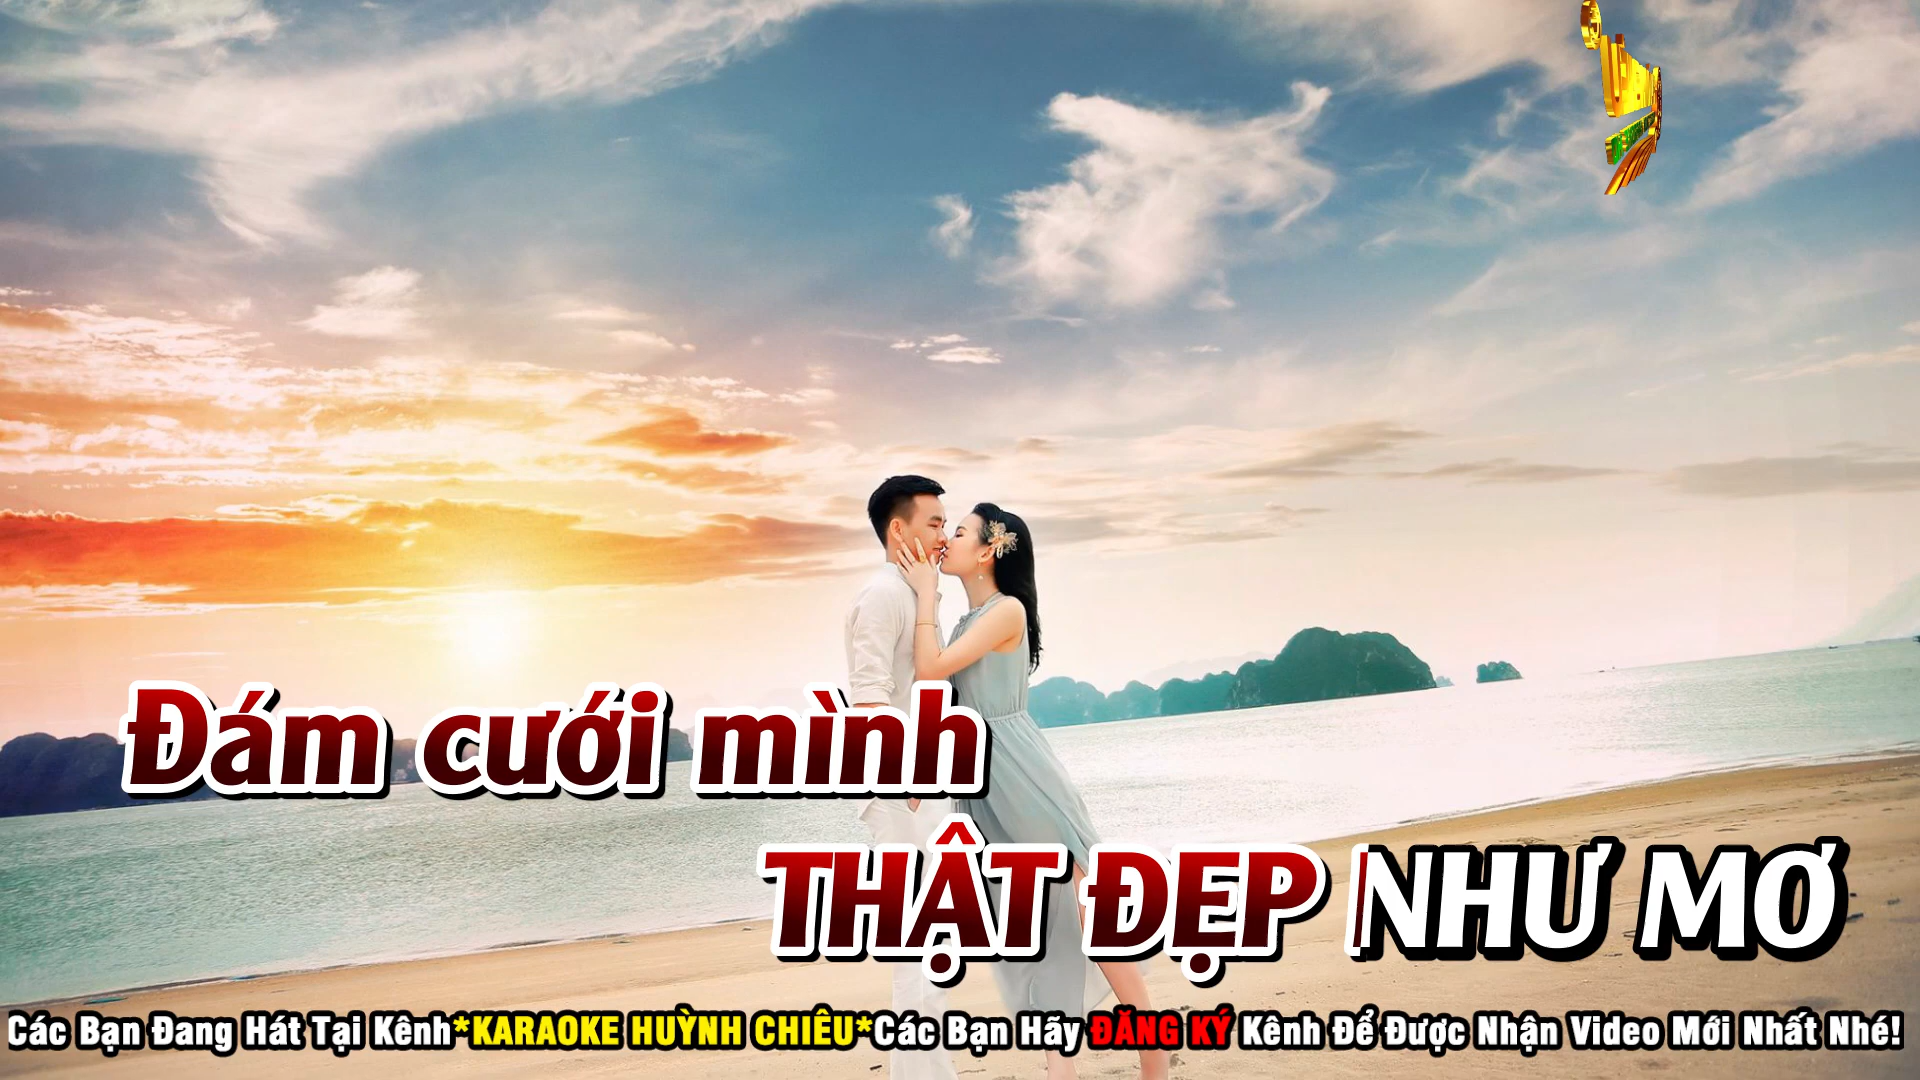 Đám cưới mình
THẬT ĐẸP NHƯ MƠ
Các Bạn Đang Hát Tại Kênh*KARAOKE HUỲNH CHIÊU*Các Bạn Hãy ĐĂNG KÝ Kênh Để Được Nhận Video Mới Nhất Nhé!